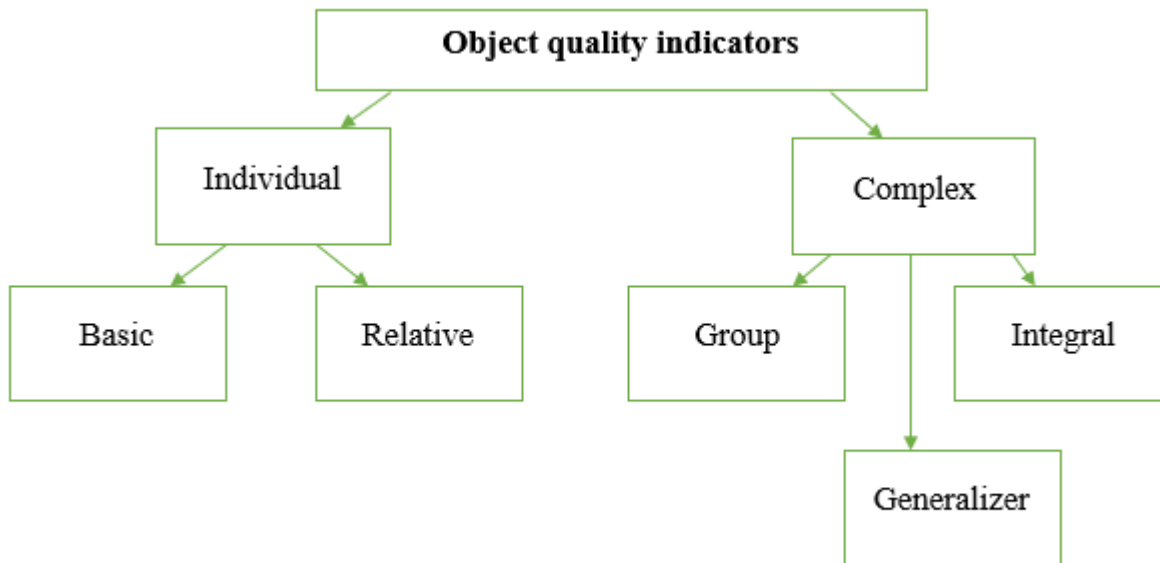 Object quality indicators
Individual
Complex
Basic
Relative
Group
Integral
Generalizer